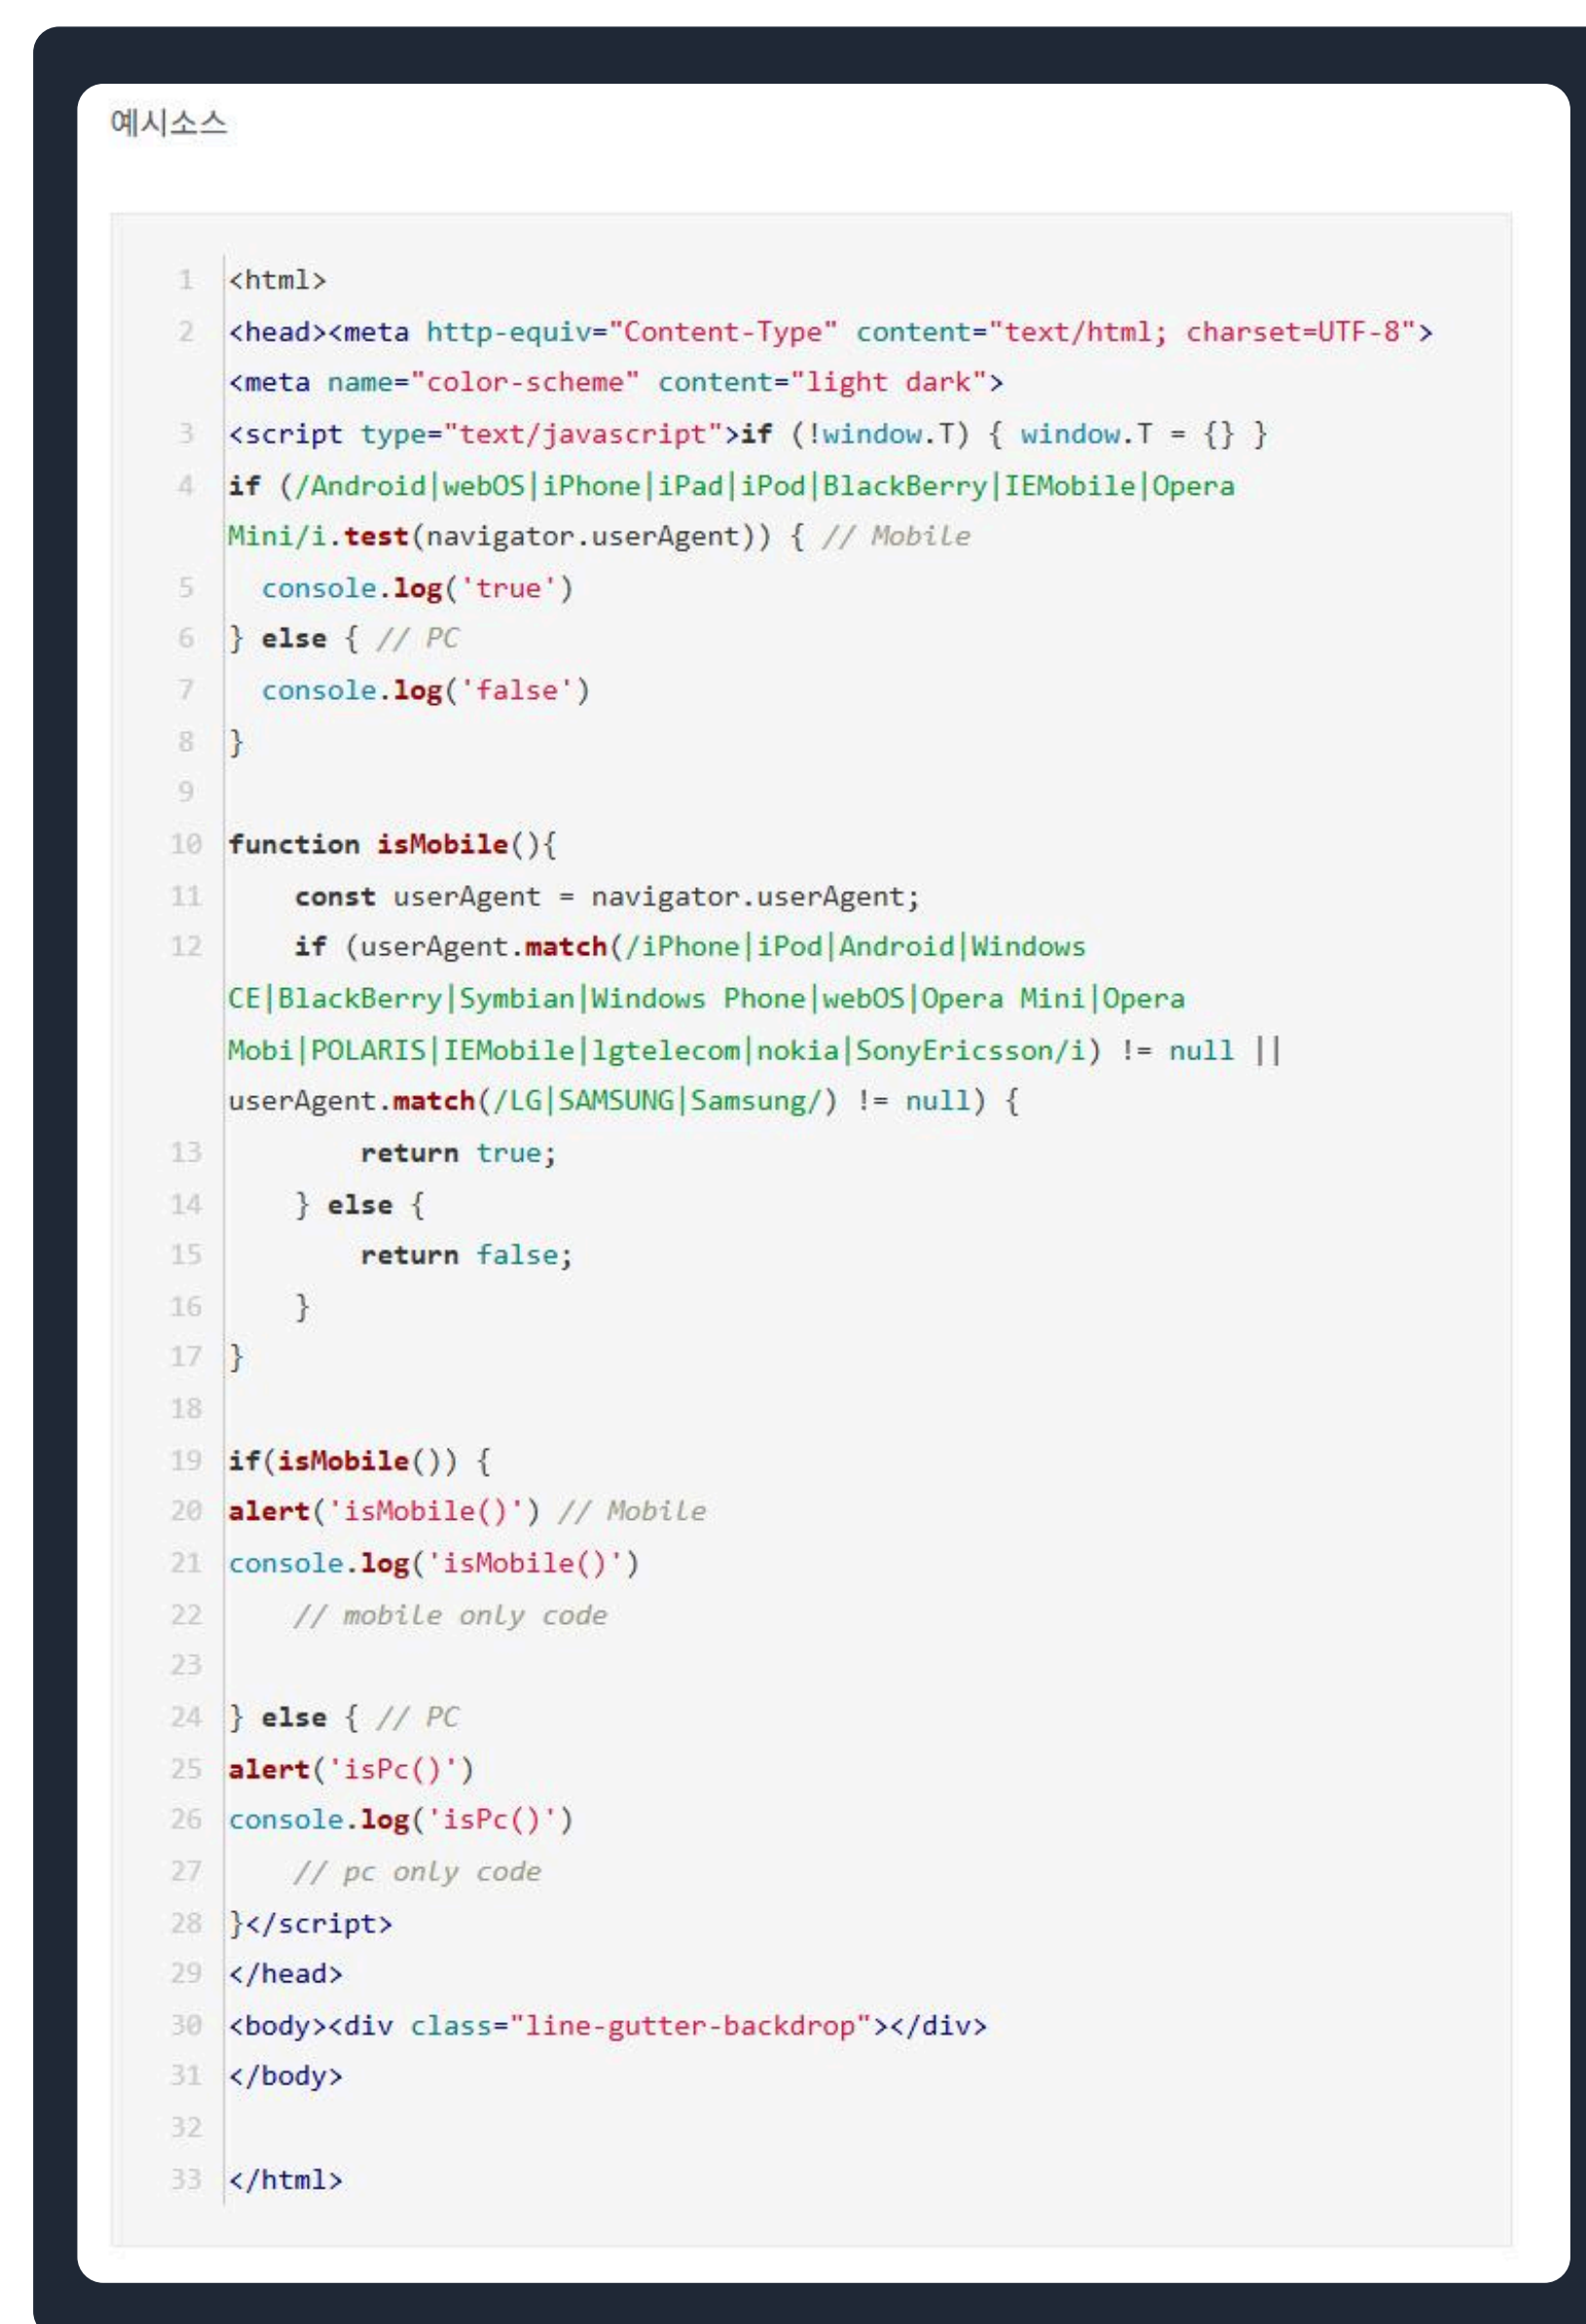 예시소스
1 <html>
2 <head><meta http-equiv="Content-Type" content="text/html; charset=UTF-8">
<meta name="color-scheme" content="light dark">
3 <script type="text/javascript">if (!window.T) { window.T = {} }
4 if (/Android|webOS|iPhone|iPad|iPod|BlackBerry|IEMobile|Opera
Mini/i.test(navigator.userAgent)) { // Mobile
5   console.log('true')
6 } else { // PC
7   console.log('false')
8 }
9
10 function isMobile(){
11     const userAgent = navigator.userAgent;
12     if (userAgent.match(/iPhone|iPod|Android|Windows
CE|BlackBerry|Symbian|Windows Phone|webOS|Opera Mini|Opera
Mobi|POLARIS|IEMobile|lgtelecom|nokia|SonyEricsson/i) != null ||
userAgent.match(/LG|SAMSUNG|Samsung/) != null) {
13         return true;
14     } else {
15         return false;
16     }
17 }
18
19 if(isMobile()) {
20 alert('isMobile()') // Mobile
21 console.log('isMobile()')
22     // mobile only code
23
24 } else { // PC
25 alert('isPc()')
26 console.log('isPc()')
27     // pc only code
28 }</script>
29 </head>
30 <body><div class="line-gutter-backdrop"></div>
31 </body>
32
33 </html>